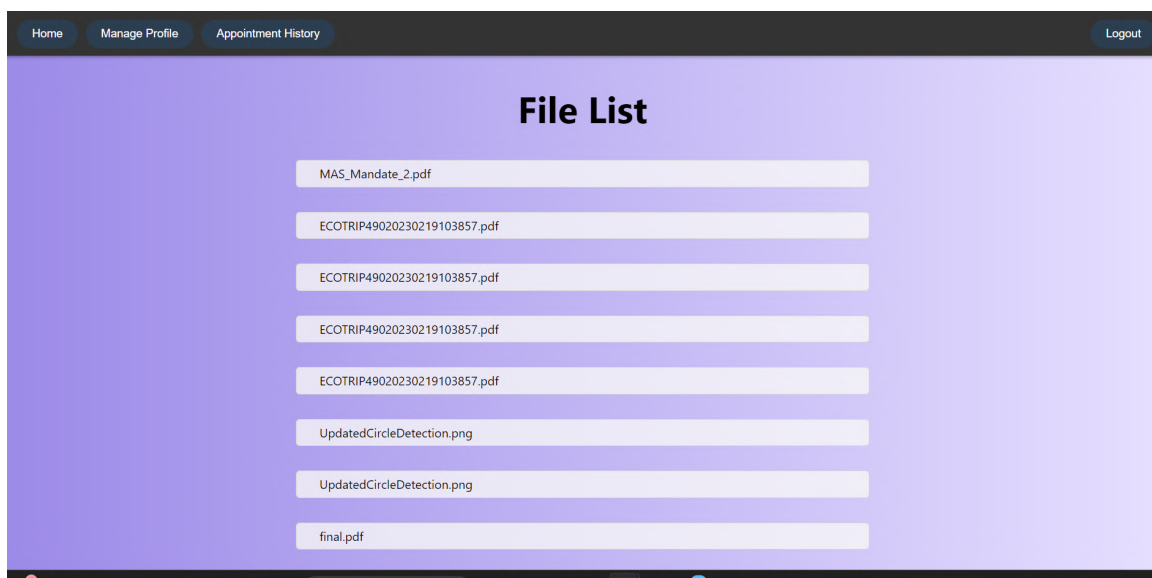 Home Manage Profile Appointment History Logout
File List
MAS_Mandate_2.pdf
ECOTRIP49020230219103857.pdf
ECOTRIP49020230219103857.pdf
ECOTRIP49020230219103857.pdf
ECOTRIP49020230219103857.pdf
UpdatedCircleDetection.png
UpdatedCircleDetection.png
final.pdf